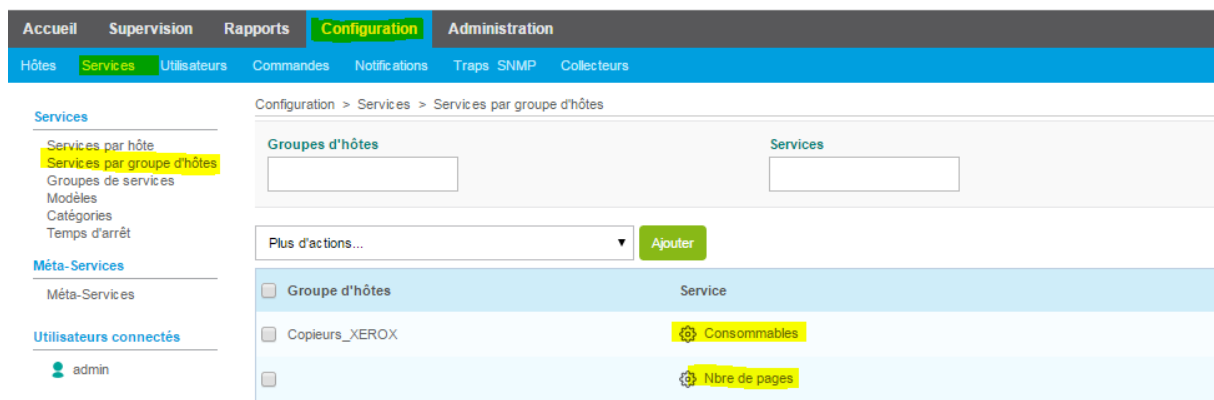 Accueil Supervision Rapports Configuration Administration
Hôtes Services Utilisateurs Commandes Notifications Traps SNMP Collecteurs
Services
Services par hôte
Services par groupe d'hôtes
Groupes de services
Modèles
Catégories
Temps d'arrêt
Méta-Services
Méta-Services
Utilisateurs connectés
admin
Configuration > Services > Services par groupe d'hôtes
Groupes d'hôtes Services
Plus d'actions... Ajouter
Groupe d'hôtes Service
Copieurs_XEROX Consommables
Nbre de pages